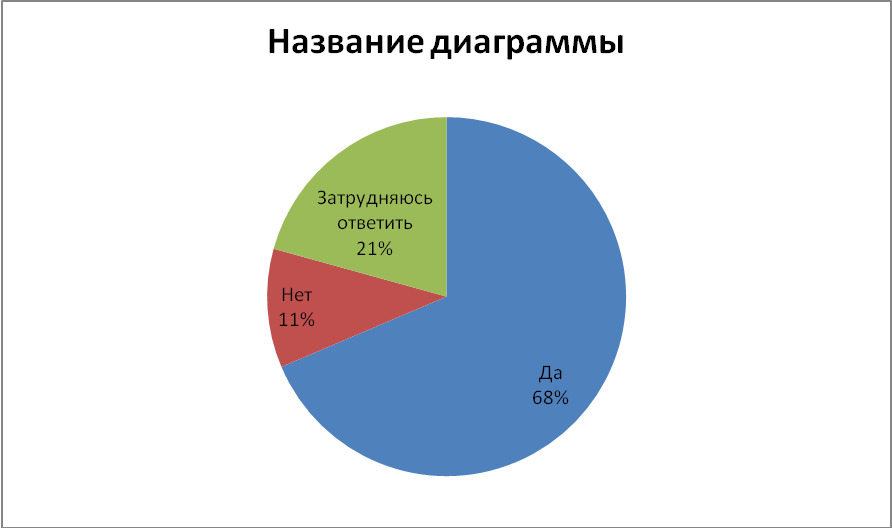 Название диаграммы
Затрудняюсь
ответить
21%
Нет
11%
Да
68%